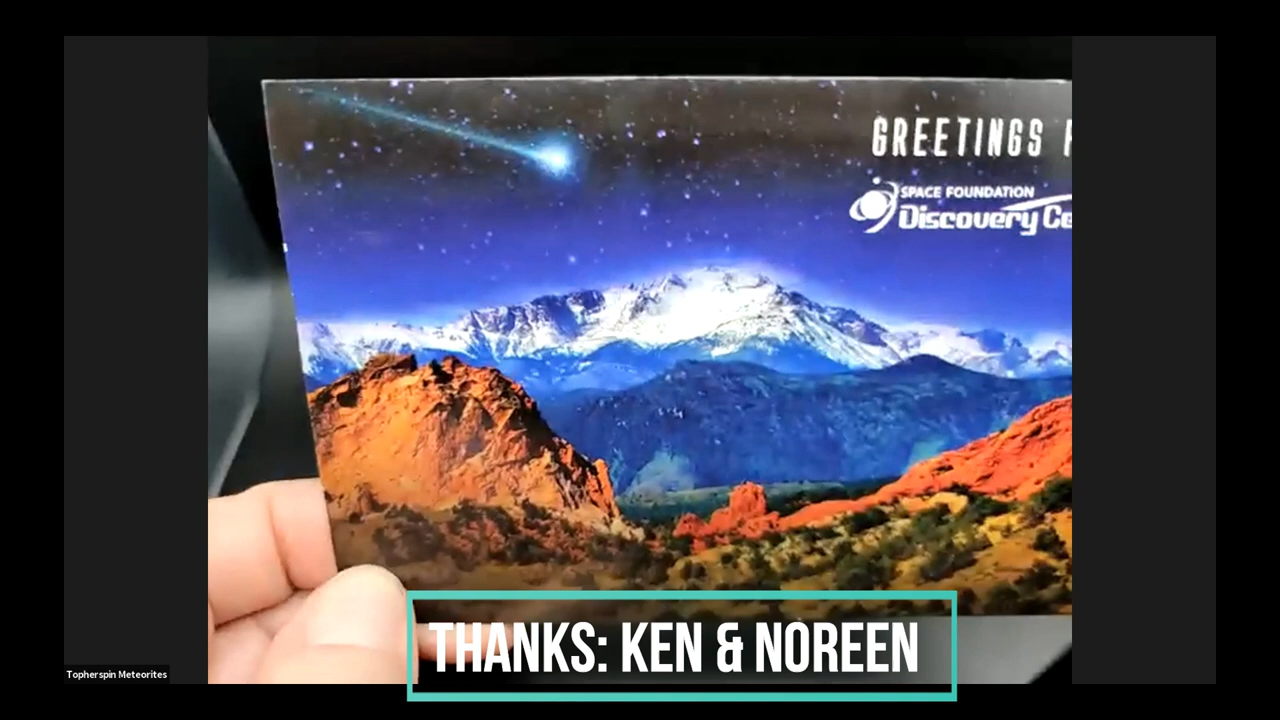 GREETINGS
SPACE FOUNDATION
Discovery
THANKS: KEN & NOREEN
Topherspin Meteorites